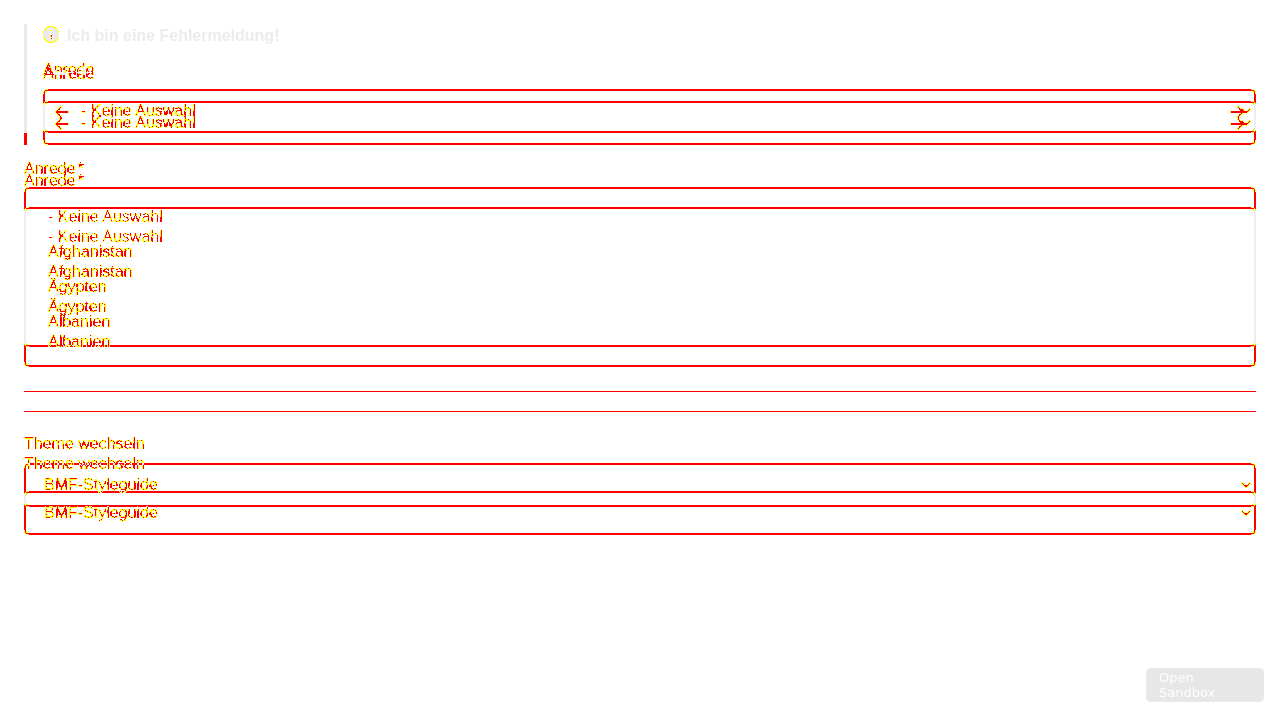 Ich bin eine Fehlermeldung!
Anrede
Anrede
- Keine Auswahl
- Keine Auswahl
Anrede *
Anrede *
- Keine Auswahl
- Keine Auswahl
Afghanistan
Afghanistan
Ägypten
Ägypten
Albanien
Albanien
Theme wechseln
Theme wechseln
BMF-Styleguide
BMF-Styleguide
Open
Sandbox